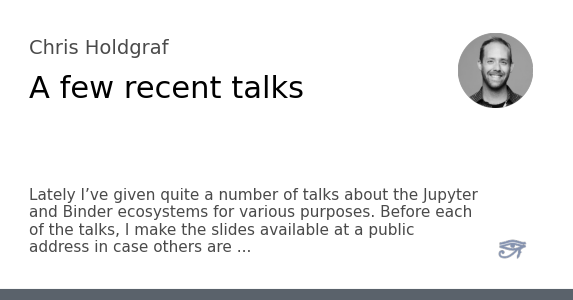 Chris Holdgraf
A few recent talks
Lately I’ve given quite a number of talks about the Jupyter
and Binder ecosystems for various purposes. Before each
of the talks, I make the slides available at a public
address in case others are ...